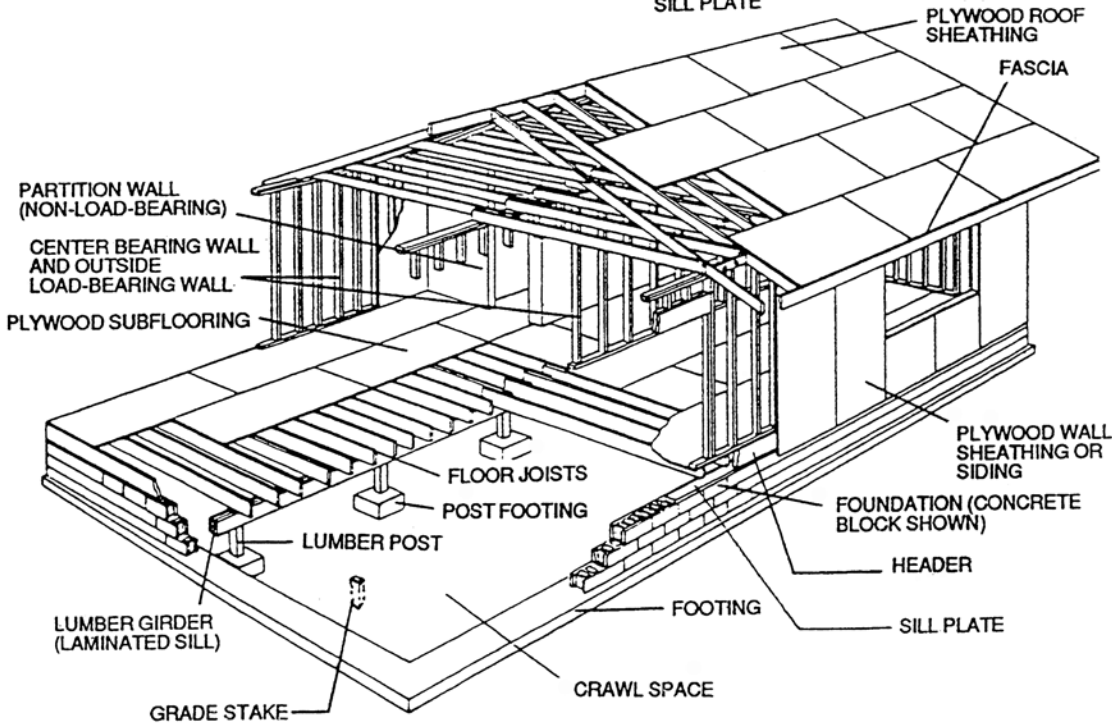 SILL PLATE
PLYWOOD ROOF
SHEATHING
FASCIA
PARTITION WALL
(NON-LOAD-BEARING)
CENTER BEARING WALL
AND OUTSIDE
LOAD-BEARING WALL
PLYWOOD SUBFLOORING
FLOOR JOISTS
POST FOOTING
LUMBER POST
LUMBER GIRDER
(LAMINATED SILL)
GRADE STAKE
CRAWL SPACE
FOOTING
PLYWOOD WALL
SHEATHING OR
SIDING
FOUNDATION (CONCRETE
BLOCK SHOWN)
HEADER
SILL PLATE